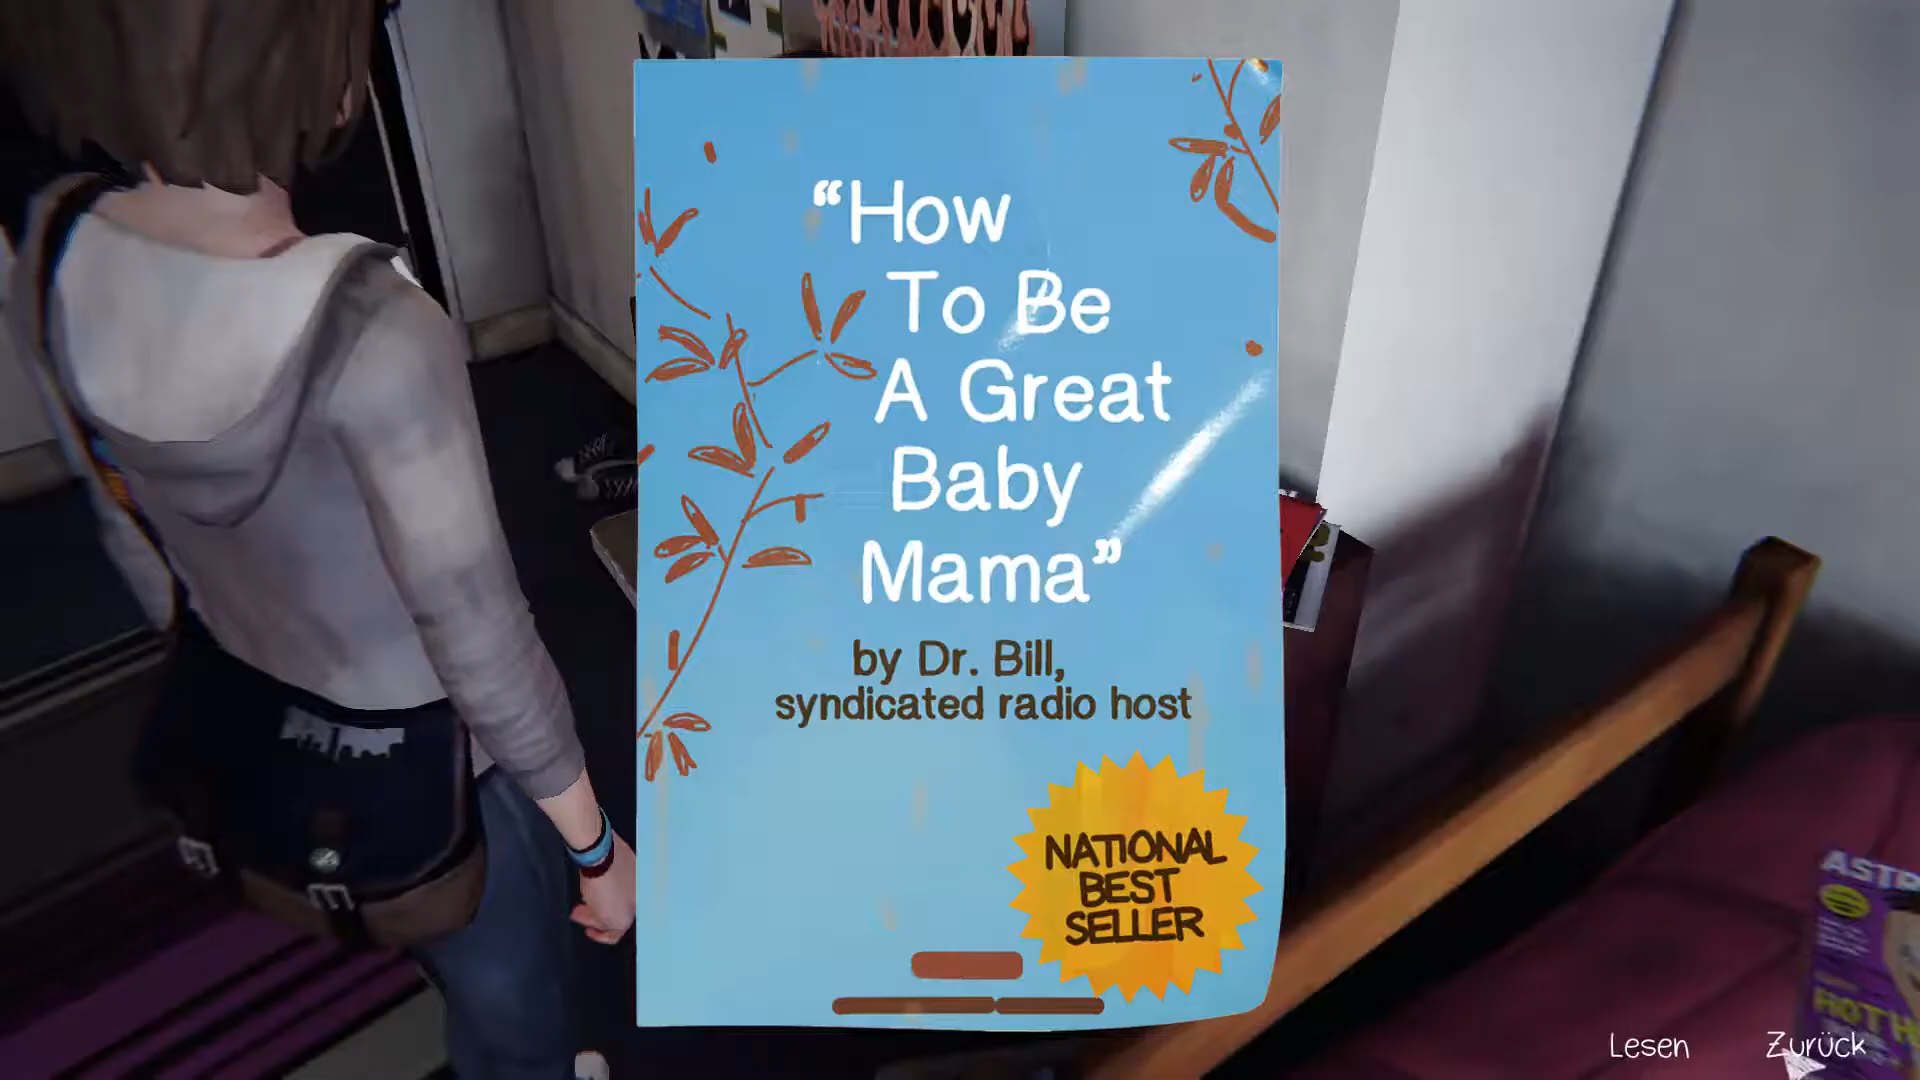 “How
To Be
A Great
Baby
Mama”
by Dr. Bill,
syndicated radio host
NATIONAL
BEST
SELLER
Lesen
Zurück